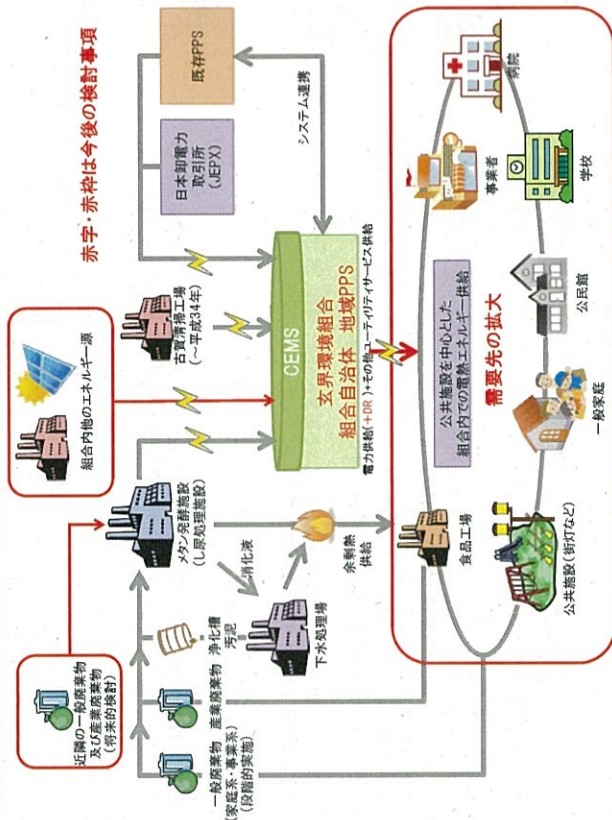 赤字・赤枠は今後の検討事項
近隣の一般廃棄物
及び産業廃棄物
(将来的検討)
組合内他のエネルギー源
日本卸電力
取引所
(JEPX)
既存PPS
一般廃棄物
(家庭系・事業系)
(段階的実施)
産業廃棄物
浄化槽
汚泥
メタン発酵施設
(し尿処理施設)
古賀清掃工場
(~平成34年)
システム連携
消化液
下水処理場
CEMS
玄界環境組合
組合自治体 地域PPS
余剰熱
供給
電力供給(+DR)+その他ユーティリティサービス供給
食品工場
公共施設を中心とした
組合内での電熱エネルギー供給
需要先の拡大
事業者
病院
公共施設(街灯など)
一般家庭
公民館
学校